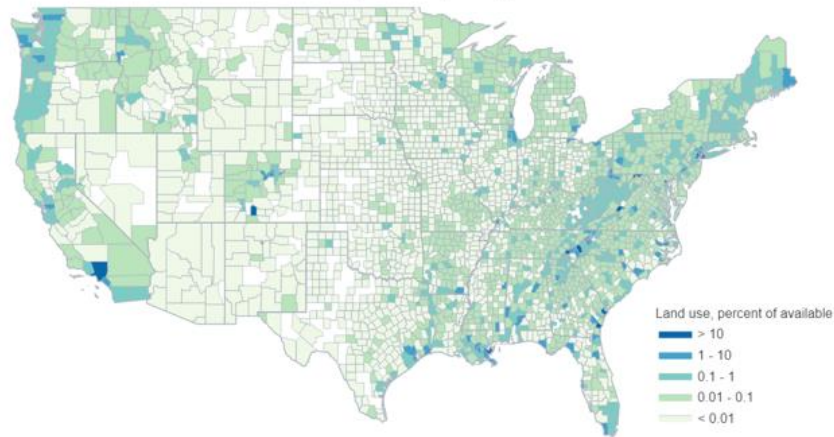 Land use, percent of available
> 10
1 - 10
0.1 - 1
0.01 - 0.1
< 0.01